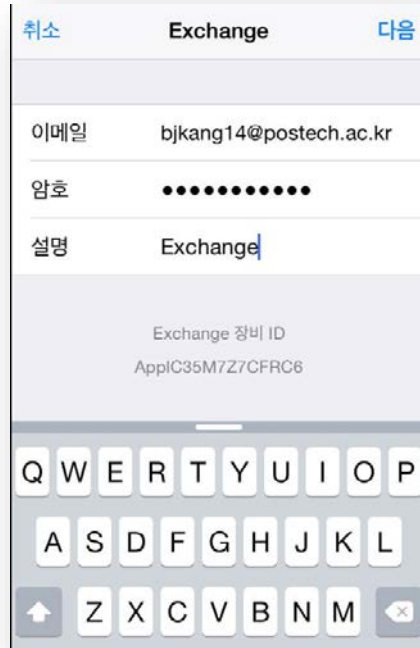 취소 Exchange 다음
이메일 bjkang14@postech.ac.kr
암호 ●●●●●●●●●●●
설명 Exchange
Exchange 장비 ID
ApplC35M7Z7CFRC6
Q W E R T Y U I O P
A S D F G H J K L
Z X C V B N M